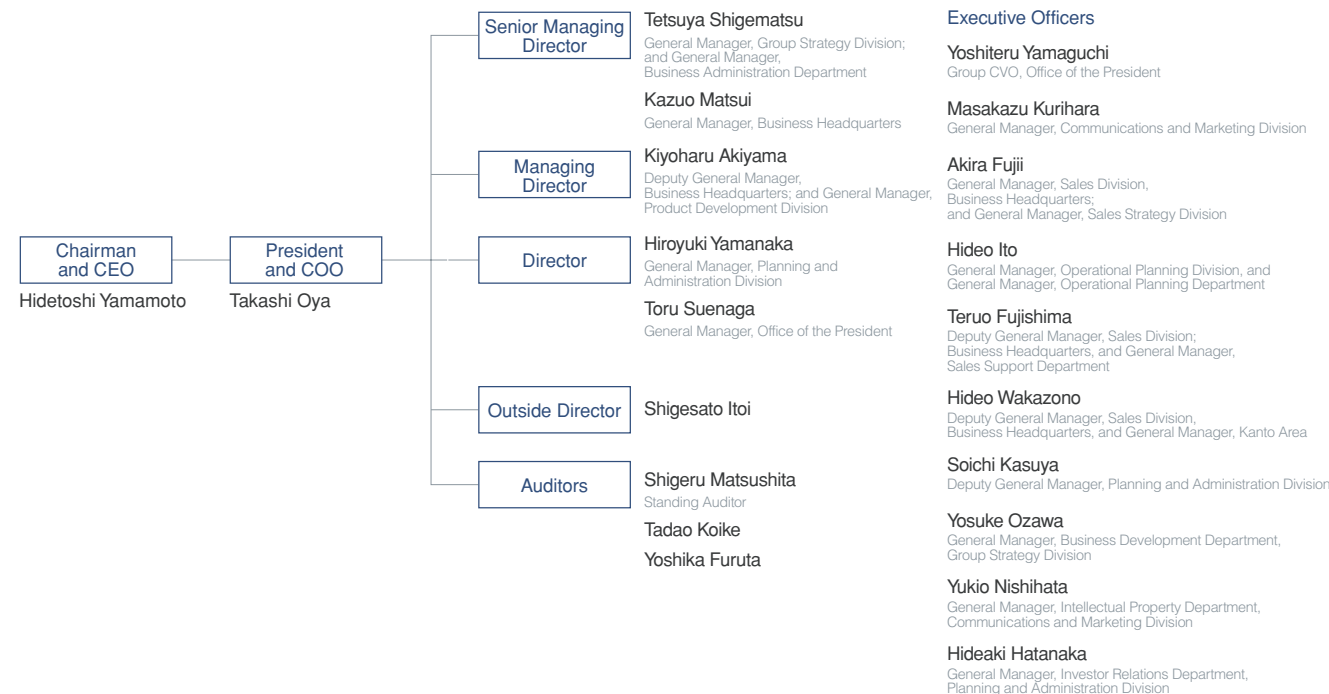 Chairman
and CEO
Hidetoshi Yamamoto
President
and COO
Takashi Oya
Senior Managing
Director
Tetsuya Shigematsu
General Manager, Group Strategy Division;
and General Manager,
Business Administration Department
Kazuo Matsui
General Manager, Business Headquarters
Managing
Director
Kiyoharu Akiyama
Deputy General Manager,
Business Headquarters; and General Manager,
Product Development Division
Director
Hiroyuki Yamanaka
General Manager, Planning and
Administration Division
Toru Suenaga
General Manager, Office of the President
Outside Director
Shigesato Itoi
Auditors
Shigeru Matsushita
Standing Auditor
Tadao Koike
Yoshika Furuta
Executive Officers
Yoshiteru Yamaguchi
Group CVO, Office of the President
Masakazu Kurihara
General Manager, Communications and Marketing Division
Akira Fujii
General Manager, Sales Division,
Business Headquarters;
and General Manager, Sales Strategy Division
Hideo Ito
General Manager, Operational Planning Division, and
General Manager, Operational Planning Department
Teruo Fujishima
Deputy General Manager, Sales Division;
Business Headquarters, and General Manager,
Sales Support Department
Hideo Wakazono
Deputy General Manager, Sales Division,
Business Headquarters, and General Manager, Kanto Area
Soichi Kasuya
Deputy General Manager, Planning and Administration Division
Yosuke Ozawa
General Manager, Business Development Department,
Group Strategy Division
Yukio Nishihata
General Manager, Intellectual Property Department,
Communications and Marketing Division
Hideaki Hatanaka
General Manager, Investor Relations Department,
Planning and Administration Division